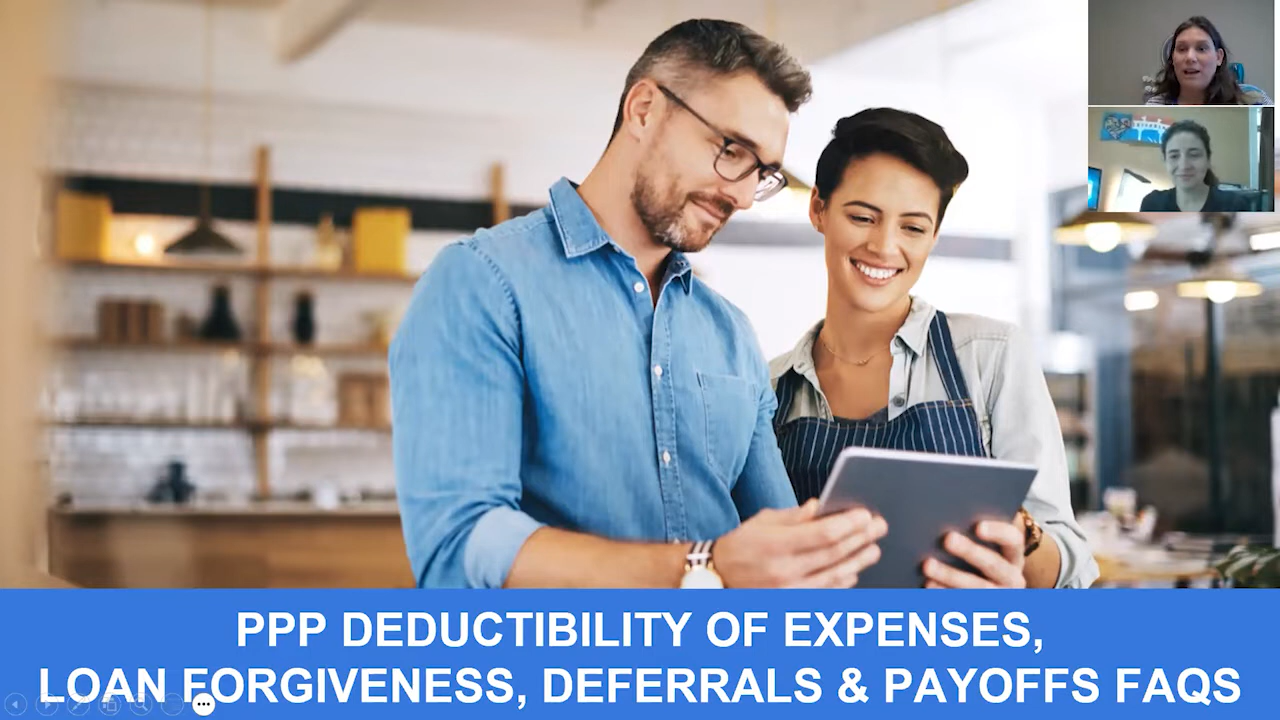 PPP DEDUCTIBILITY OF EXPENSES,
LOAN FORGIVENESS, DEFERRALS & PAYOFFS FAQS